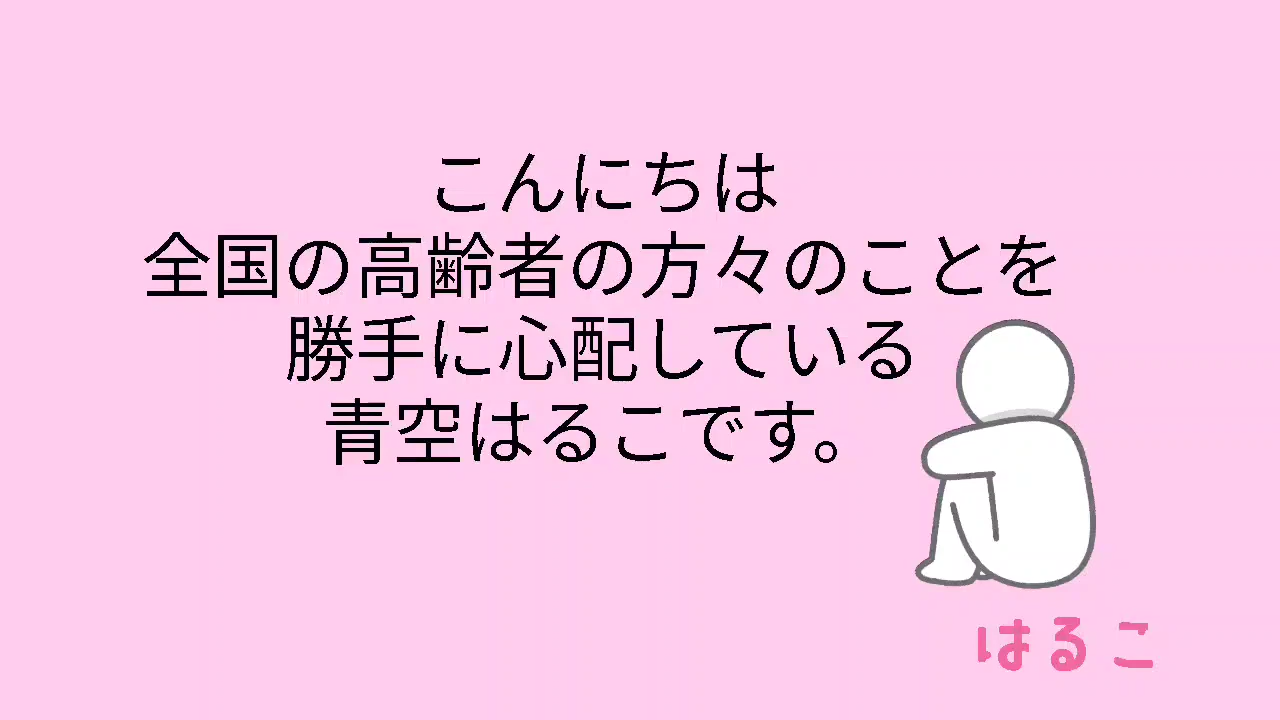 こんにちは
全国の高齢者の方々のことを
勝手に心配している
青空はるこです。
はるこ